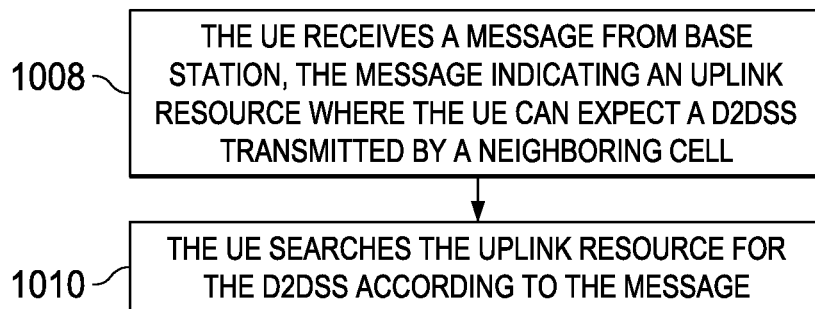 THE UE RECEIVES A MESSAGE FROM BASE
1008 STATION, THE MESSAGE INDICATING AN UPLINK
RESOURCE WHERE THE UE CAN EXPECT A D2DSS
TRANSMITTED BY A NEIGHBORING CELL
THE UE SEARCHES THE UPLINK RESOURCE FOR
1010 THE D2DSS ACCORDING TO THE MESSAGE